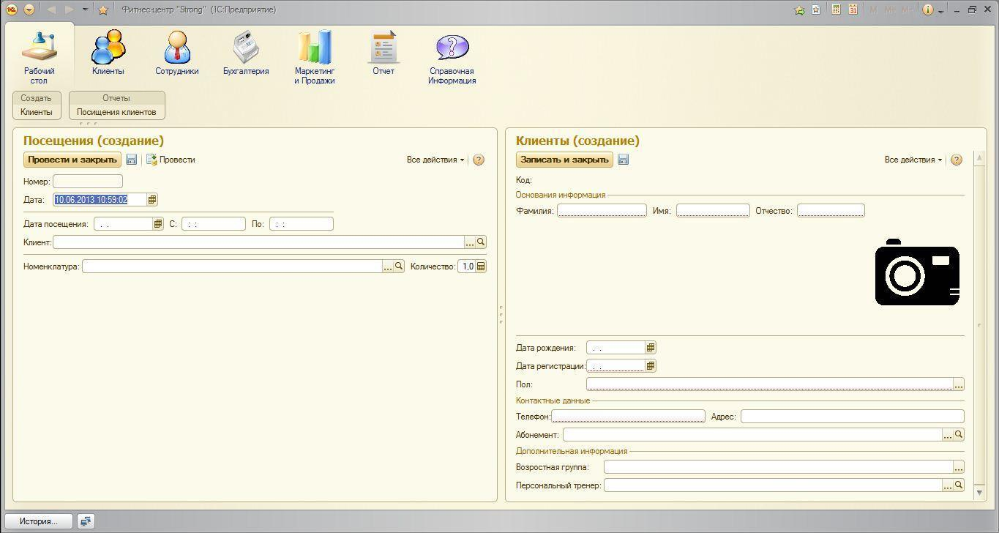 Фитнес-центр "Strong" (1С:Предприятие)
M M+ M-
Рабочий стол
Клиенты
Сотрудники
Бухгалтерия
Маркетинг и Продажи
Отчет
Справочная Информация
Создать
Отчеты
Клиенты
Посищения клиентов
Посещения (создание)
Провести и закрыть
Провести
Все действия
Номер:
Дата: 10.06.2013 10:59:02
Дата посещения: . . С: : : По: : :
Клиент:
Номенклатура: Количество: 1,0
Клиенты (создание)
Записать и закрыть
Все действия
Код:
Основания информация
Фамилия: Имя: Отчество:
Дата рождения: . .
Дата регистрации: . .
Пол:
Контактные данные
Телефон: Адрес:
Абонемент:
Дополнительная информация
Возростная группа:
Персональный тренер:
История...